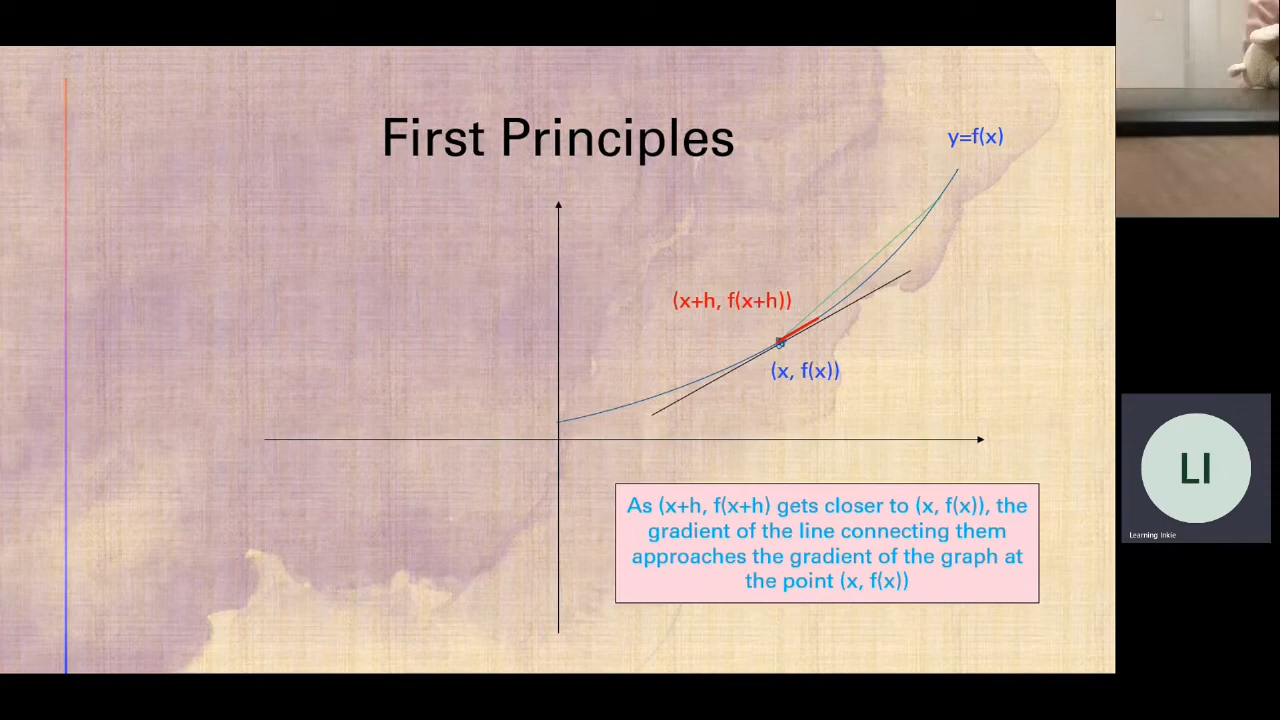 First Principles
y=f(x)
(x+h, f(x+h))
(x, f(x))
As (x+h, f(x+h) gets closer to (x, f(x)), the
gradient of the line connecting them
approaches the gradient of the graph at
the point (x, f(x))
LI
Learning Inkie